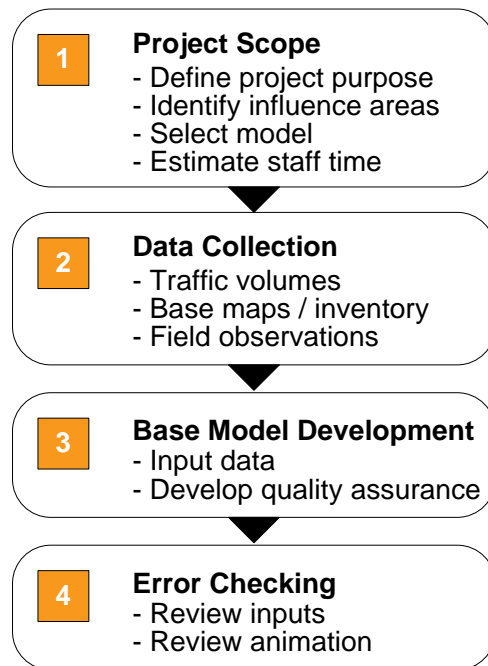 1
Project Scope
- Define project purpose
- Identify influence areas
- Select model
- Estimate staff time
2
Data Collection
- Traffic volumes
- Base maps / inventory
- Field observations
3
Base Model Development
- Input data
- Develop quality assurance
4
Error Checking
- Review inputs
- Review animation